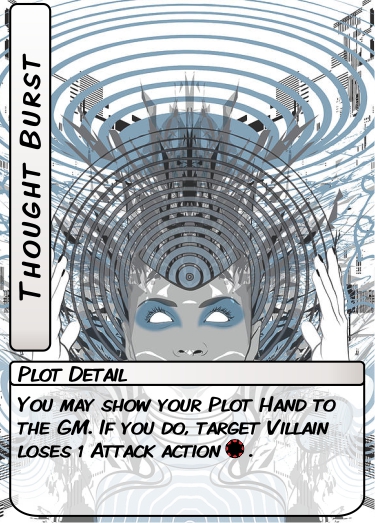 Thought Burst
Plot Detail
You may show your Plot Hand to
the GM. If you do, target Villain
loses 1 Attack action .